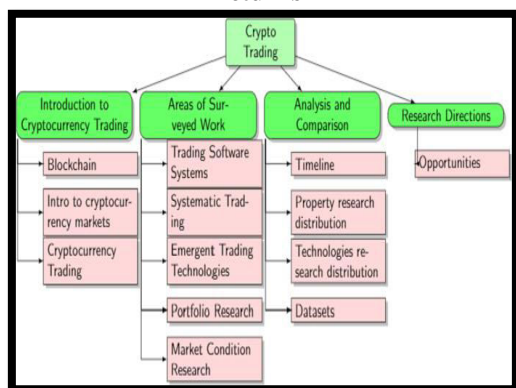 Crypto
Trading
Introduction to
Cryptocurrency Trading
Blockchain
Intro to cryptocur-
rency markets
Cryptocurrency
Trading
Areas of Sur-
veyed Work
Trading Software
Systems
Systematic Trad-
ing
Emergent Trading
Technologies
Portfolio Research
Market Condition
Research
Analysis and
Comparison
Timeline
Property research
distribution
Technologies re-
search distribution
Datasets
Research Directions
Opportunities